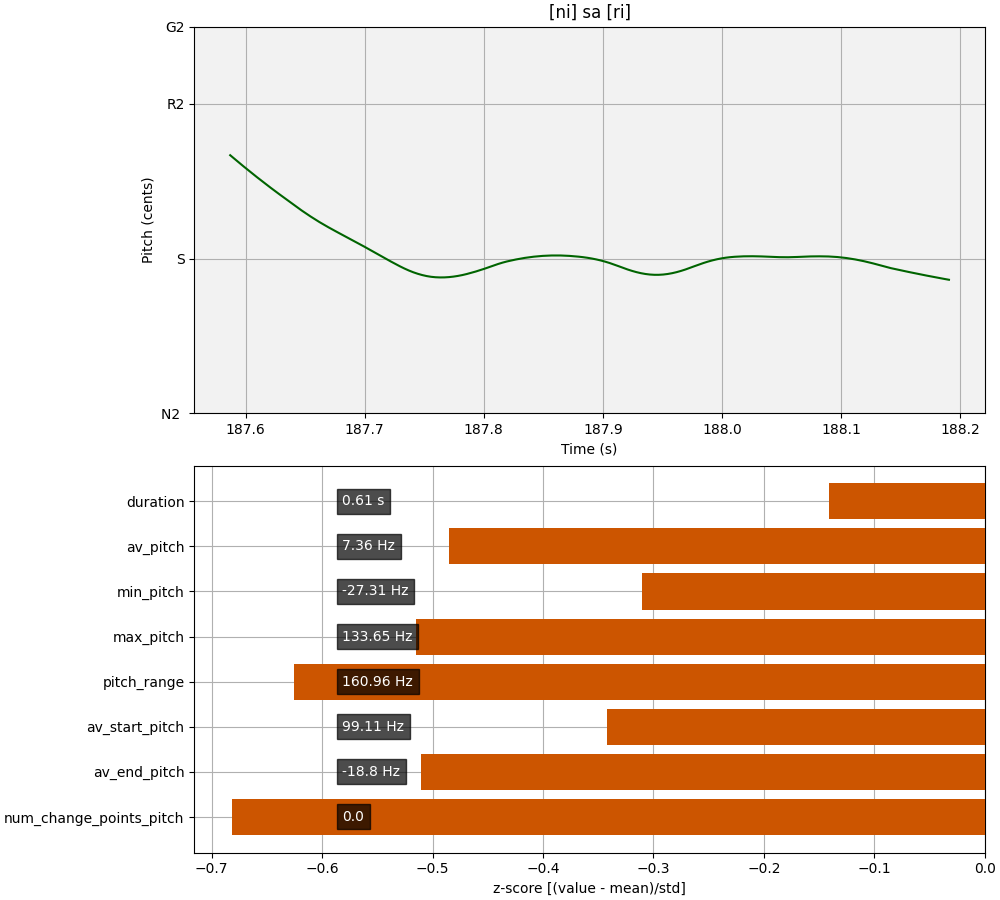 [ni] sa [ri]
G2
R2
S
N2
Pitch (cents)
187.6 187.7 187.8 187.9 188.0 188.1 188.2
Time (s)
duration 0.61 s
av_pitch 7.36 Hz
min_pitch -27.31 Hz
max_pitch 133.65 Hz
pitch_range 160.96 Hz
av_start_pitch 99.11 Hz
av_end_pitch -18.8 Hz
num_change_points_pitch 0.0
−0.7 −0.6 −0.5 −0.4 −0.3 −0.2 −0.1 0.0
z-score [(value - mean)/std]